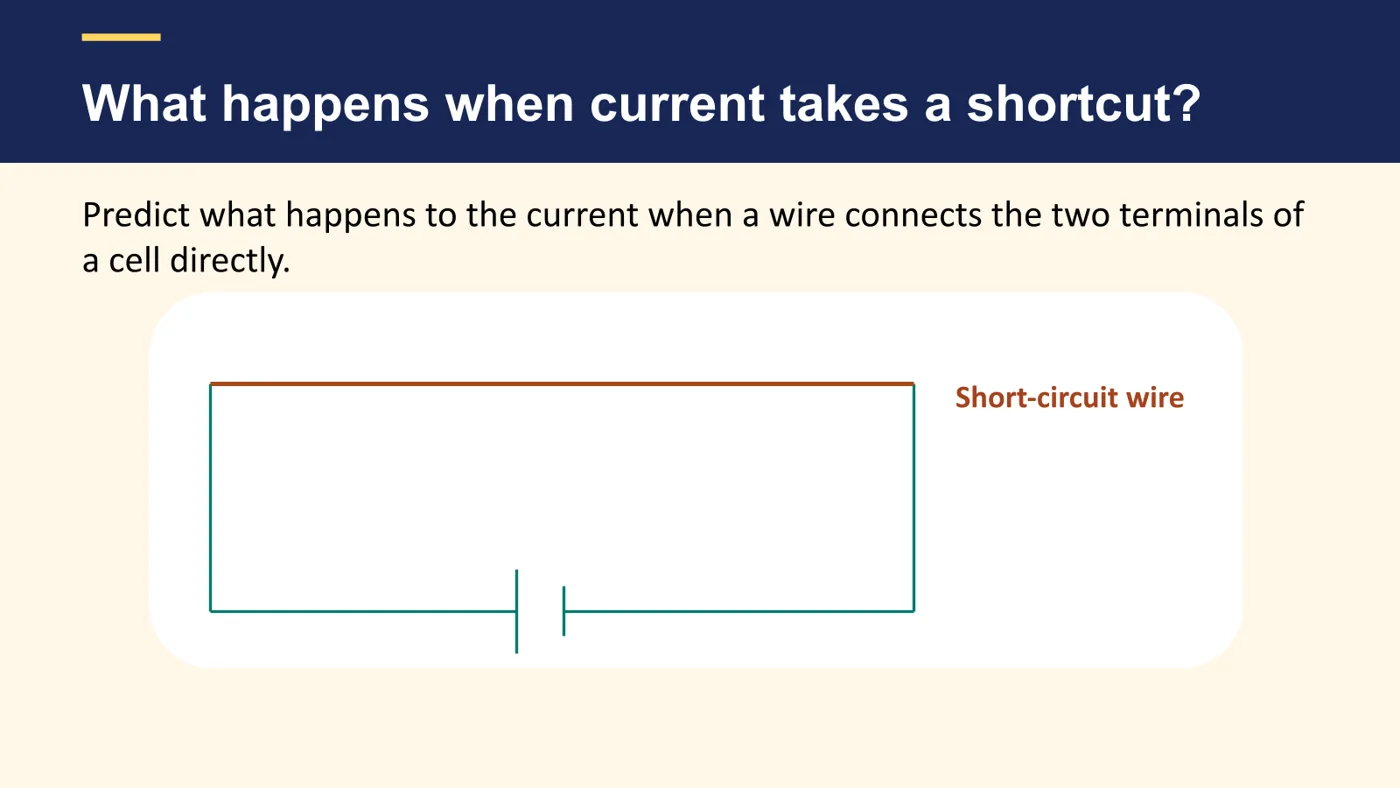 What happens when current takes a shortcut?
Predict what happens to the current when a wire connects the two terminals of
a cell directly.
Short-circuit wire